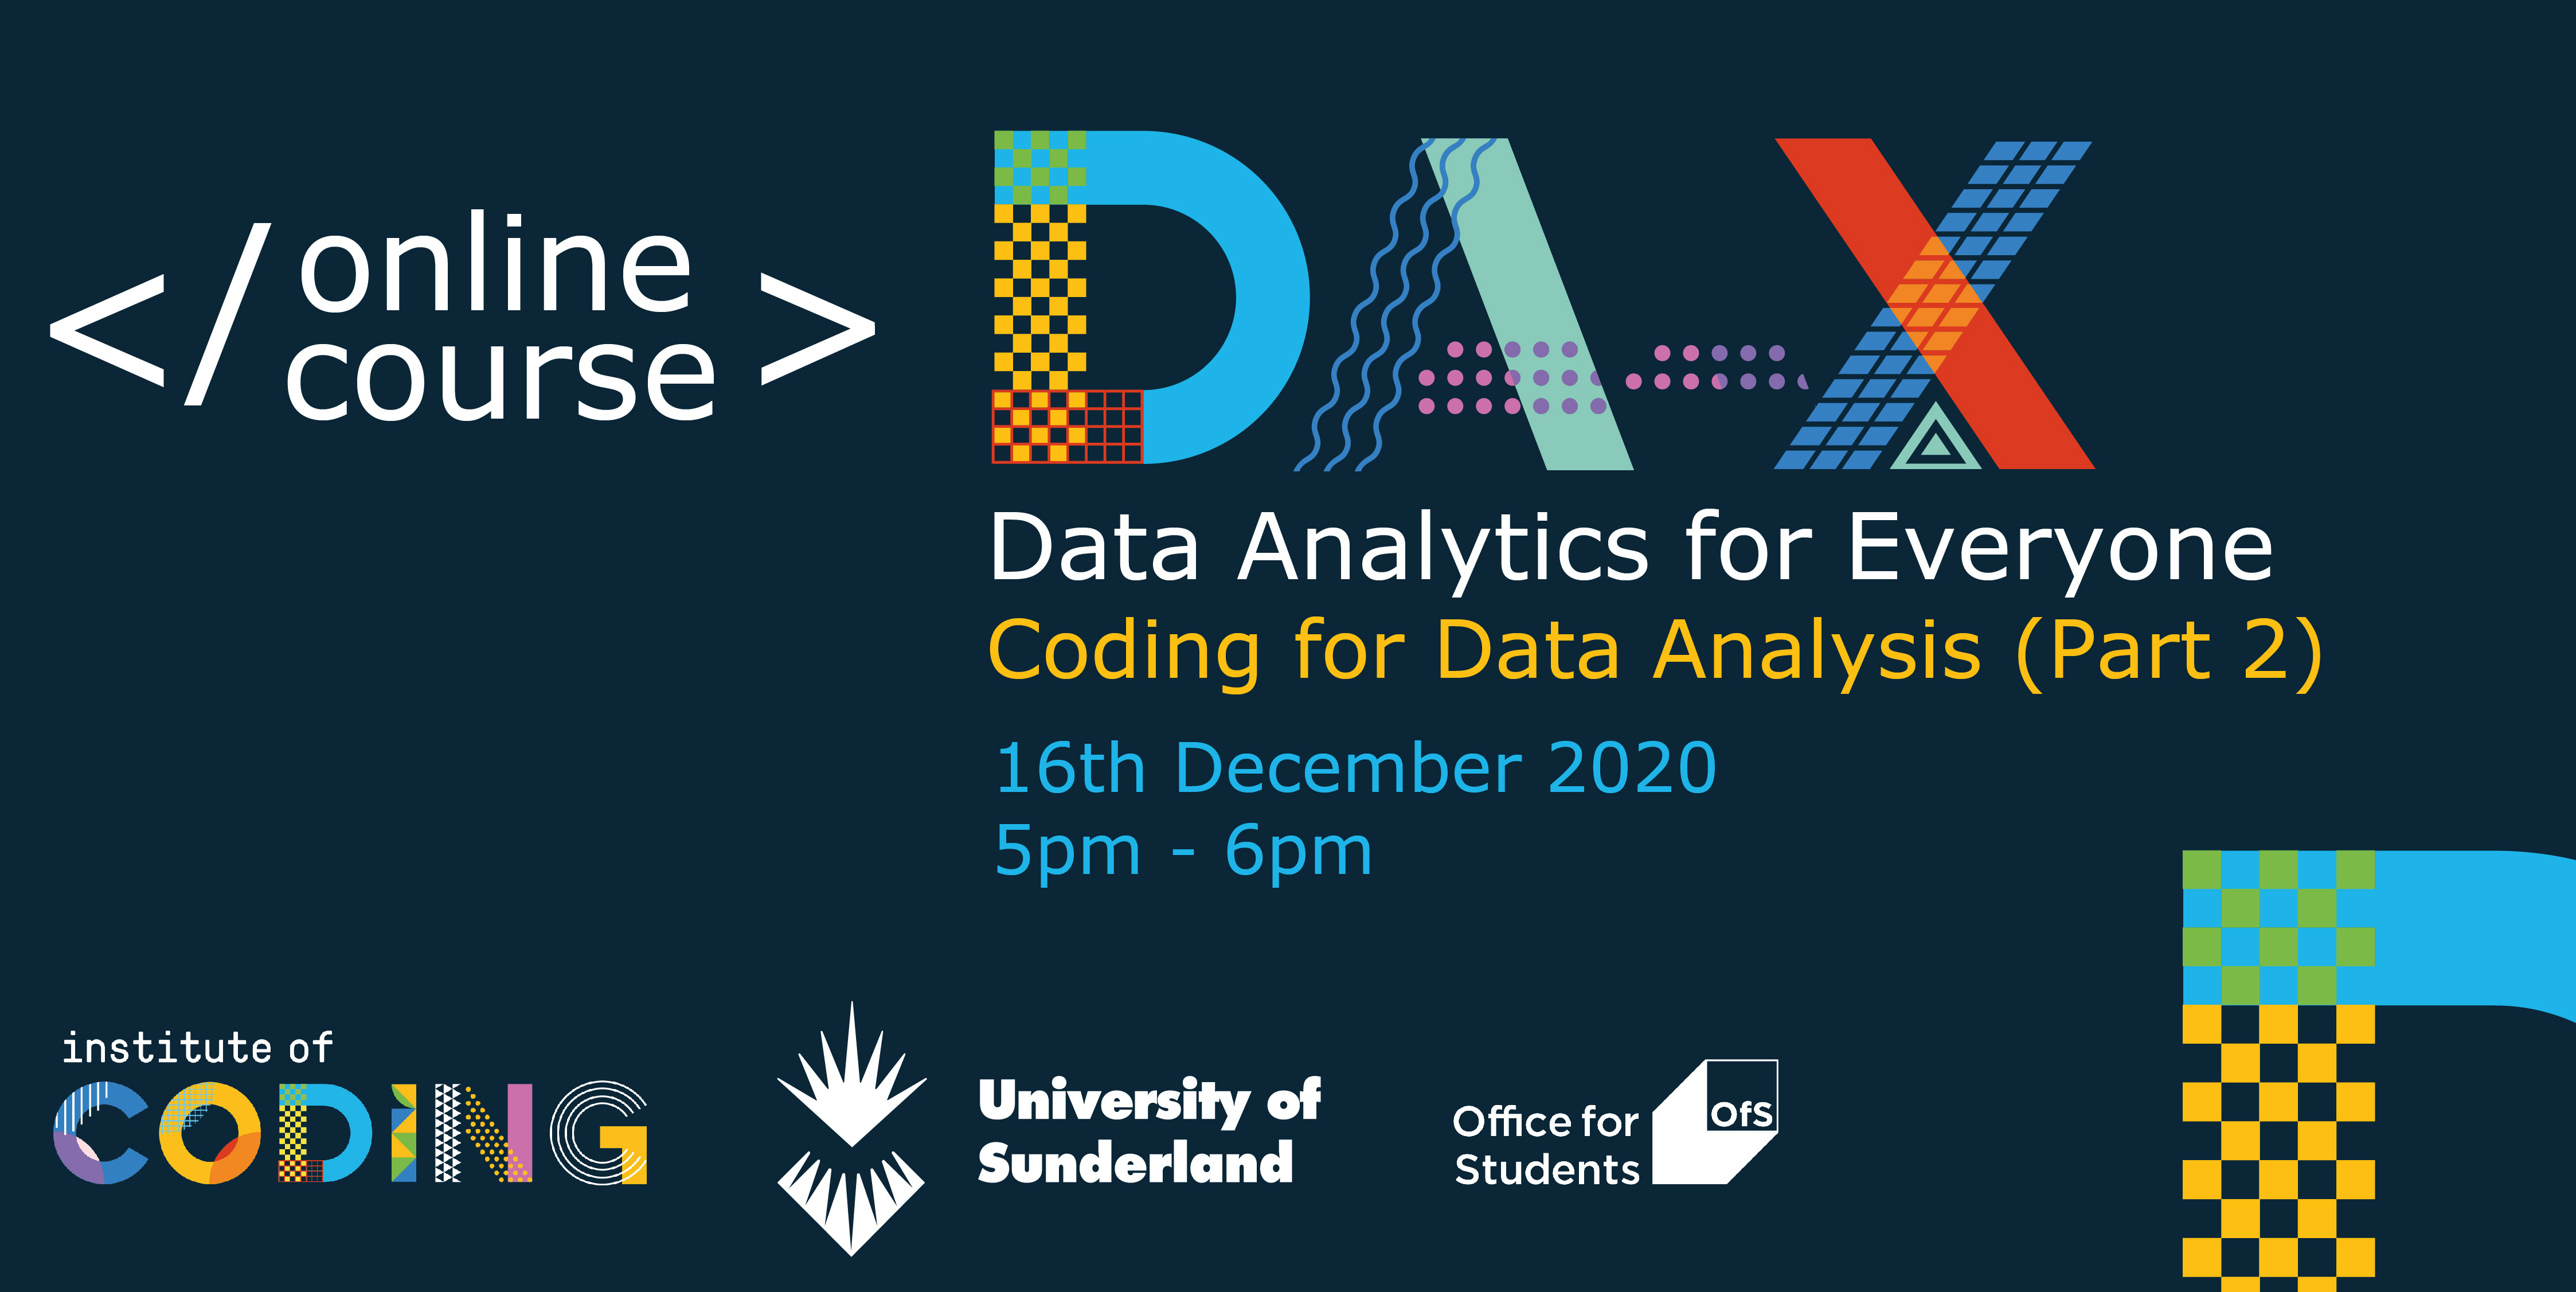 </ online
course >
DA-X
Data Analytics for Everyone
Coding for Data Analysis (Part 2)
16th December 2020
5pm - 6pm
institute of
CODiNG
University of
Sunderland
Office for
Students
OfS